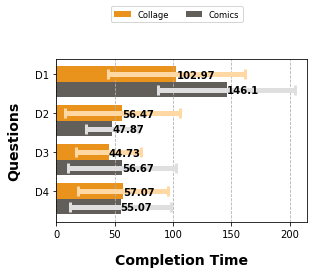 Collage Comics
D1
102.97
146.1
D2
56.47
47.87
D3
44.73
56.67
D4
57.07
55.07
Questions
0 50 100 150 200
Completion Time